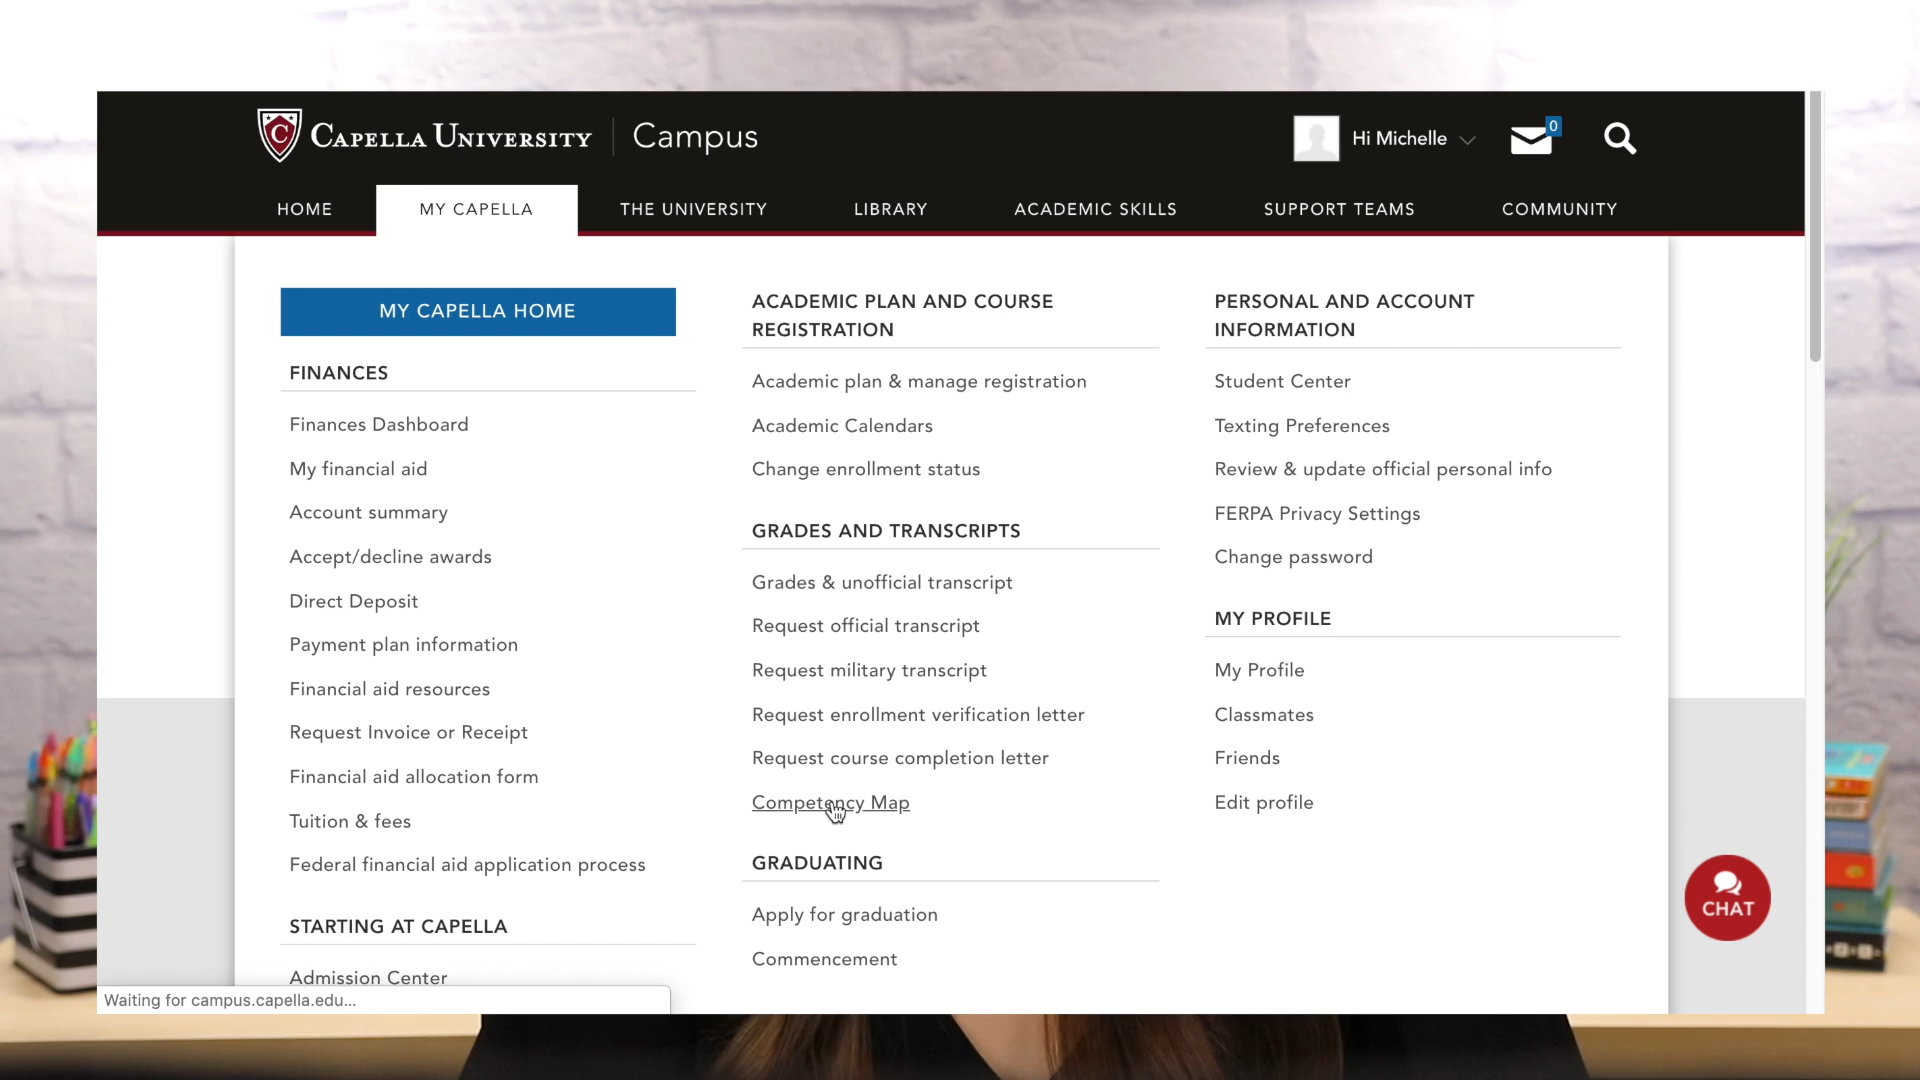 CAPELLA UNIVERSITY
Campus
Hi Michelle
0
HOME
MY CAPELLA
THE UNIVERSITY
LIBRARY
ACADEMIC SKILLS
SUPPORT TEAMS
COMMUNITY
MY CAPELLA HOME
FINANCES
Finances Dashboard
My financial aid
Account summary
Accept/decline awards
Direct Deposit
Payment plan information
Financial aid resources
Request Invoice or Receipt
Financial aid allocation form
Tuition & fees
Federal financial aid application process
STARTING AT CAPELLA
Admission Center
ACADEMIC PLAN AND COURSE
REGISTRATION
Academic plan & manage registration
Academic Calendars
Change enrollment status
GRADES AND TRANSCRIPTS
Grades & unofficial transcript
Request official transcript
Request military transcript
Request enrollment verification letter
Request course completion letter
Competency Map
GRADUATING
Apply for graduation
Commencement
PERSONAL AND ACCOUNT
INFORMATION
Student Center
Texting Preferences
Review & update official personal info
FERPA Privacy Settings
Change password
MY PROFILE
My Profile
Classmates
Friends
Edit profile
CHAT
Waiting for campus.capella.edu...